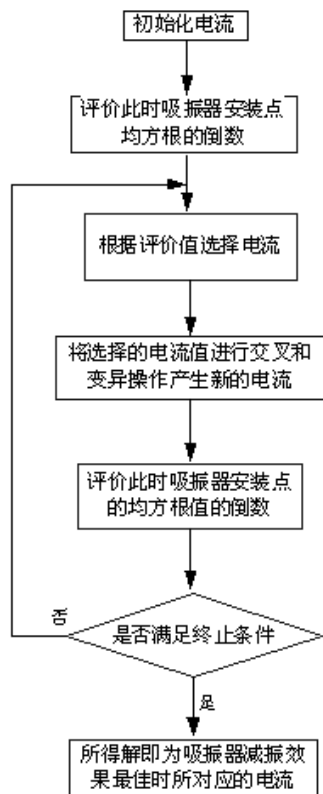 初始化电流
评价此时吸振器安装点
均方根的倒数
根据评价值选择电流
将选择的电流值进行交叉和
变异操作产生新的电流
评价此时吸振器安装点
的均方根值的倒数
否
是否满足终止条件
是
所得解即为吸振器减振效
果最佳时所对应的电流